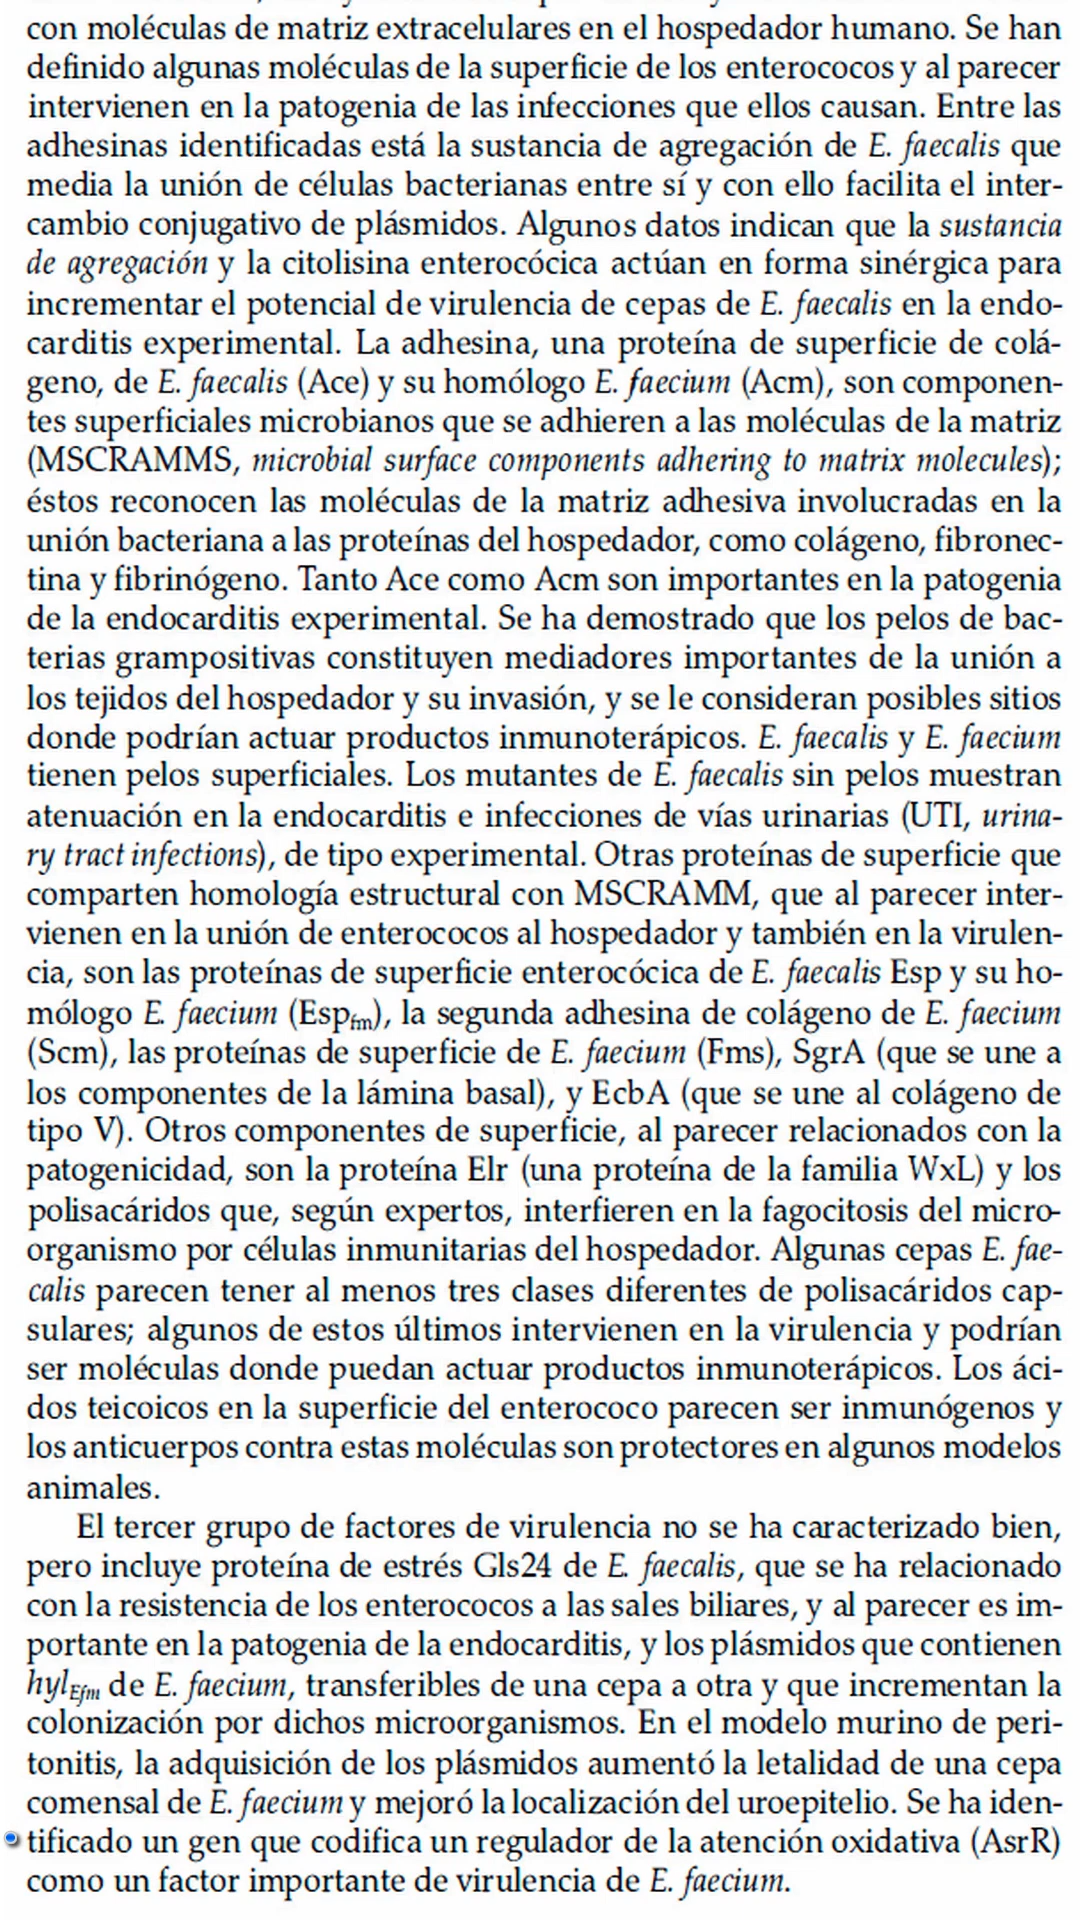 con moléculas de matriz extracelulares en el hospedador humano. Se han
definido algunas moléculas de la superficie de los enterococos y al parecer
intervienen en la patogenia de las infecciones que ellos causan. Entre las
adhesinas identificadas está la sustancia de agregación de E. faecalis que
media la unión de células bacterianas entre sí y con ello facilita el inter-
cambio conjugativo de plásmidos. Algunos datos indican que la sustancia
de agregación y la citolisina enterocócica actúan en forma sinérgica para
incrementar el potencial de virulencia de cepas de E. faecalis en la endo-
carditis experimental. La adhesina, una proteína de superficie de colá-
geno, de E. faecalis (Ace) y su homólogo E. faecium (Acm), son componen-
tes superficiales microbianos que se adhieren a las moléculas de la matriz
(MSCRAMMS, microbial surface components adhering to matrix molecules);
éstos reconocen las moléculas de la matriz adhesiva involucradas en la
unión bacteriana a las proteínas del hospedador, como colágeno, fibronec-
tina y fibrinógeno. Tanto Ace como Acm son importantes en la patogenia
de la endocarditis experimental. Se ha demostrado que los pelos de bac-
terias grampositivas constituyen mediadores importantes de la unión a
los tejidos del hospedador y su invasión, y se le consideran posibles sitios
donde podrían actuar productos inmunoterápicos. E. faecalis y E. faecium
tienen pelos superficiales. Los mutantes de E. faecalis sin pelos muestran
atenuación en la endocarditis e infecciones de vías urinarias (UTI, urina-
ry tract infections), de tipo experimental. Otras proteínas de superficie que
comparten homología estructural con MSCRAMM, que al parecer inter-
vienen en la unión de enterococos al hospedador y también en la virulen-
cia, son las proteínas de superficie enterocócica de E. faecalis Esp y su ho-
mólogo E. faecium (Espfm), la segunda adhesina de colágeno de E. faecium
(Scm), las proteínas de superficie de E. faecium (Fms), SgrA (que se une a
los componentes de la lámina basal), y EcbA (que se une al colágeno de
tipo V). Otros componentes de superficie, al parecer relacionados con la
patogenicidad, son la proteína Elr (una proteína de la familia WxL) y los
polisacáridos que, según expertos, interfieren en la fagocitosis del micro-
organismo por células inmunitarias del hospedador. Algunas cepas E. fae-
calis parecen tener al menos tres clases diferentes de polisacáridos cap-
sulares; algunos de estos últimos intervienen en la virulencia y podrían
ser moléculas donde puedan actuar productos inmunoterápicos. Los áci-
dos teicoicos en la superficie del enterococo parecen ser inmunógenos y
los anticuerpos contra estas moléculas son protectores en algunos modelos
animales.
El tercer grupo de factores de virulencia no se ha caracterizado bien,
pero incluye proteína de estrés Gls24 de E. faecalis, que se ha relacionado
con la resistencia de los enterococos a las sales biliares, y al parecer es im-
portante en la patogenia de la endocarditis, y los plásmidos que contienen
hylEfm de E. faecium, transferibles de una cepa a otra y que incrementan la
colonización por dichos microorganismos. En el modelo murino de peri-
tonitis, la adquisición de los plásmidos aumentó la letalidad de una cepa
comensal de E. faecium y mejoró la localización del uroepitelio. Se ha iden-
tificado un gen que codifica un regulador de la atención oxidativa (AsrR)
como un factor importante de virulencia de E. faecium.